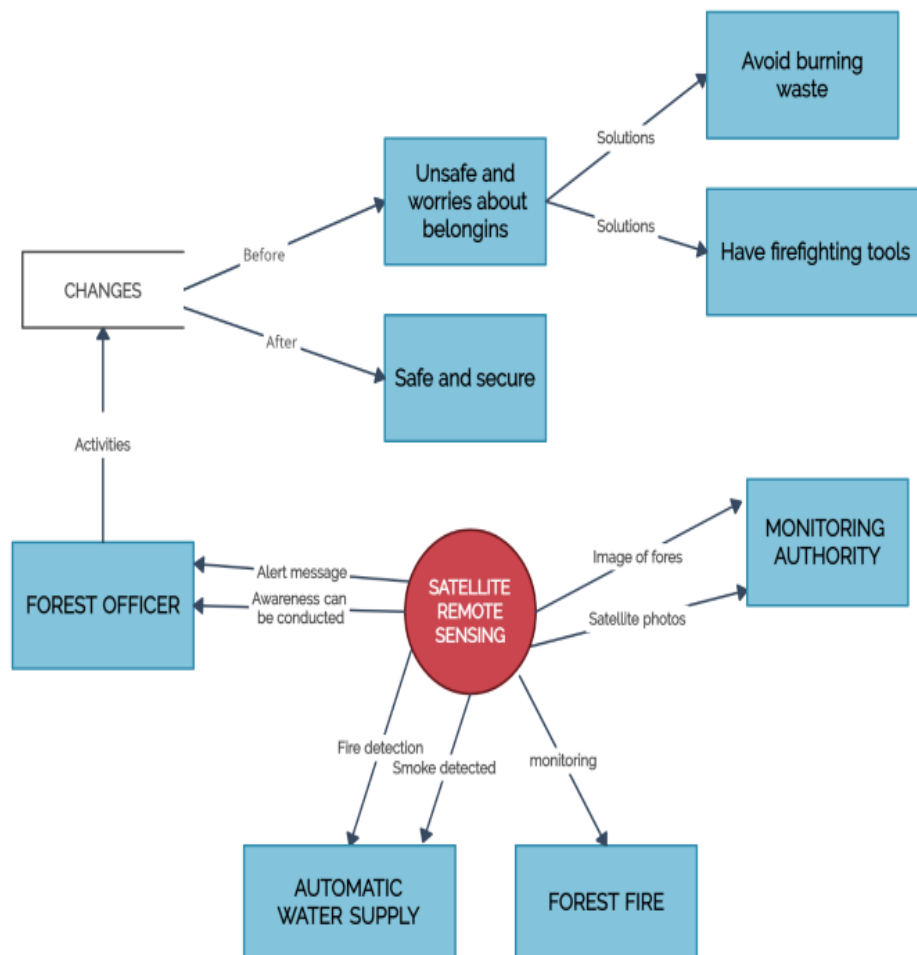 Avoid burning
waste
Solutions
Unsafe and
worries about
belongins
Solutions
Have firefighting tools
Before
CHANGES
After
Safe and secure
Activities
MONITORING
AUTHORITY
Image of fores
Alert message
SATELLITE
REMOTE
SENSING
FOREST OFFICER
Awareness can
be conducted
Satellite photos
Fire detection
Smoke detected
monitoring
AUTOMATIC
WATER SUPPLY
FOREST FIRE